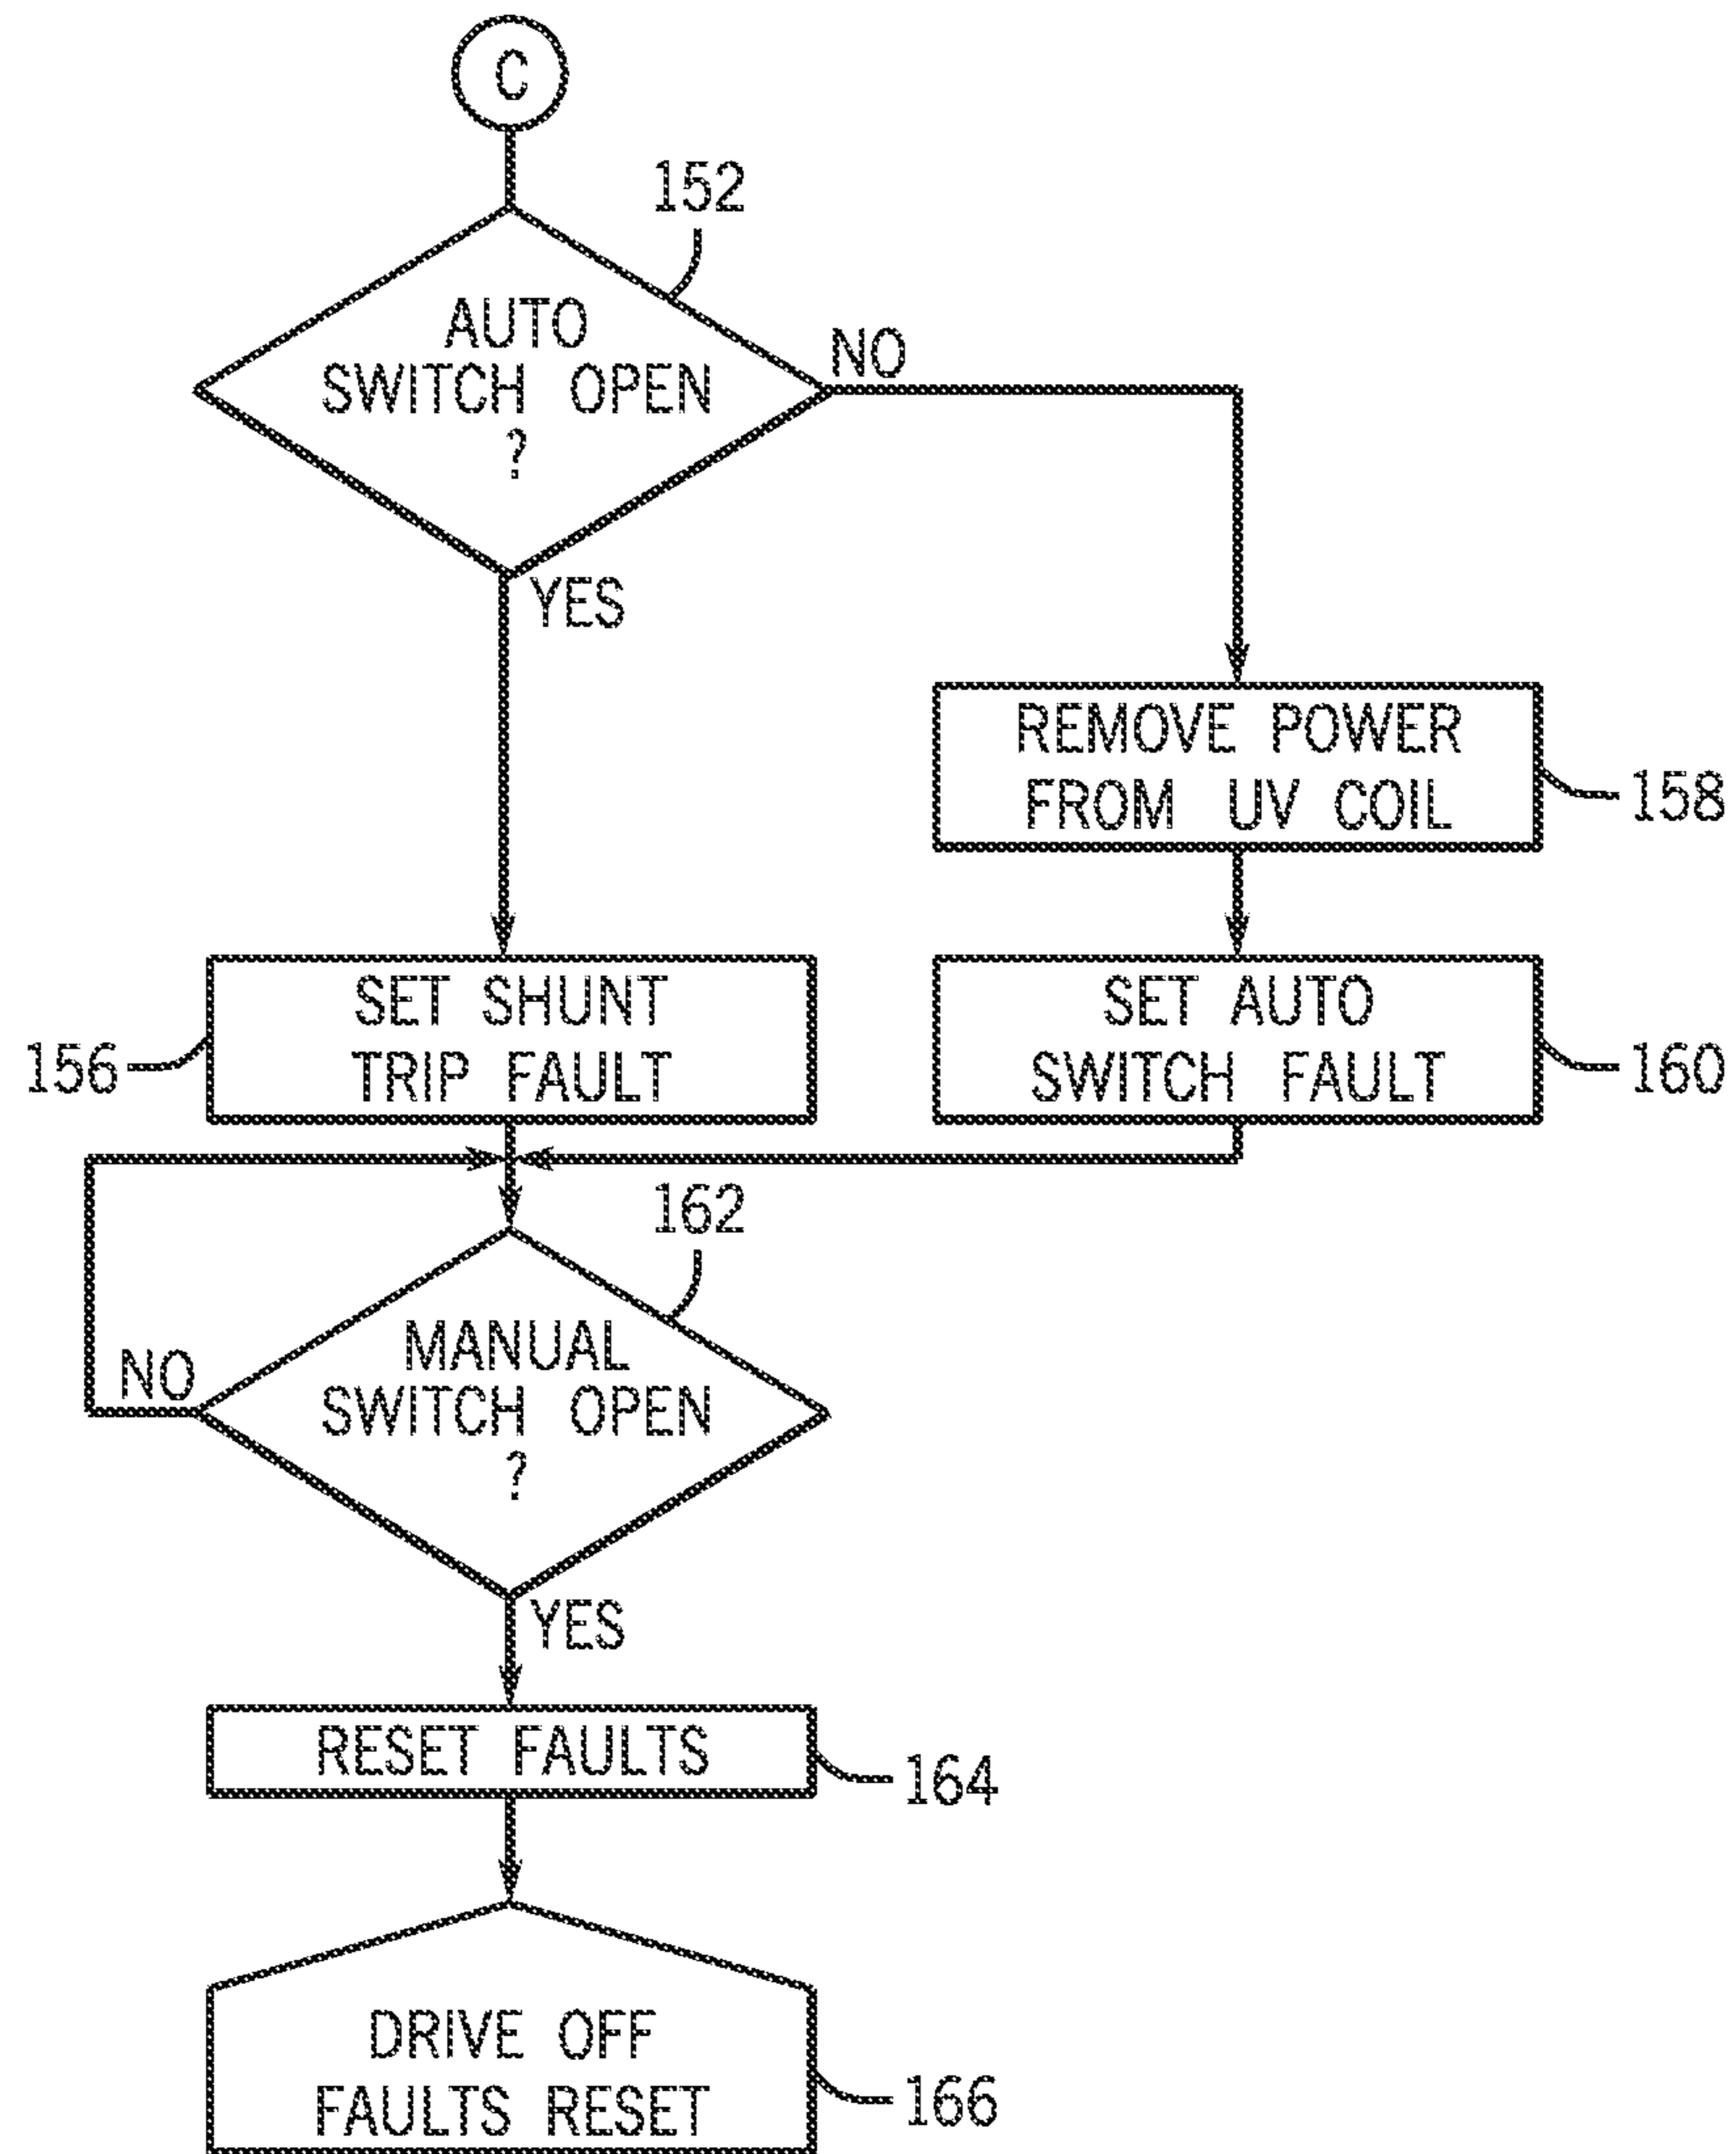 C
152
AUTO
SWITCH OPEN
?
NO
YES
REMOVE POWER
FROM UV COIL
158
SET SHUNT
TRIP FAULT
156
SET AUTO
SWITCH FAULT
160
162
MANUAL
SWITCH OPEN
?
NO
YES
RESET FAULTS
164
DRIVE OFF
FAULTS RESET
166